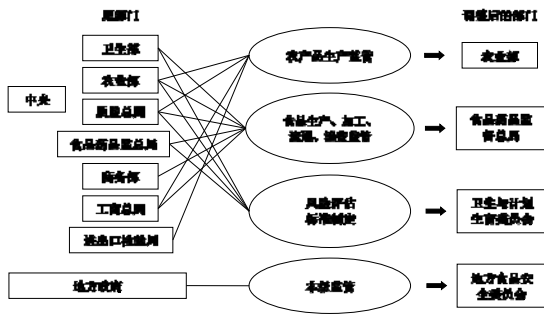 原部门
调整后的部门
卫生部
农产品生产监管
农业部
农业部
中央
质监总局
食品生产、加工、
流通、餐饮监管
食品药品监
督总局
食品药品监总局
商务部
工商总局
风险评估
标准制定
卫生与计划
生育委员会
进出口检验局
地方政府
本级监管
地方食品安
全委员会